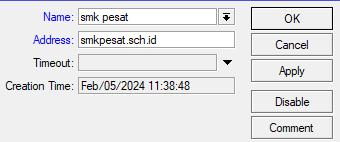 Name: smk pesat
Address: smkpesat.sch.id
Timeout:
Creation Time: Feb/05/2024 11:38:48
OK
Cancel
Apply
Disable
Comment